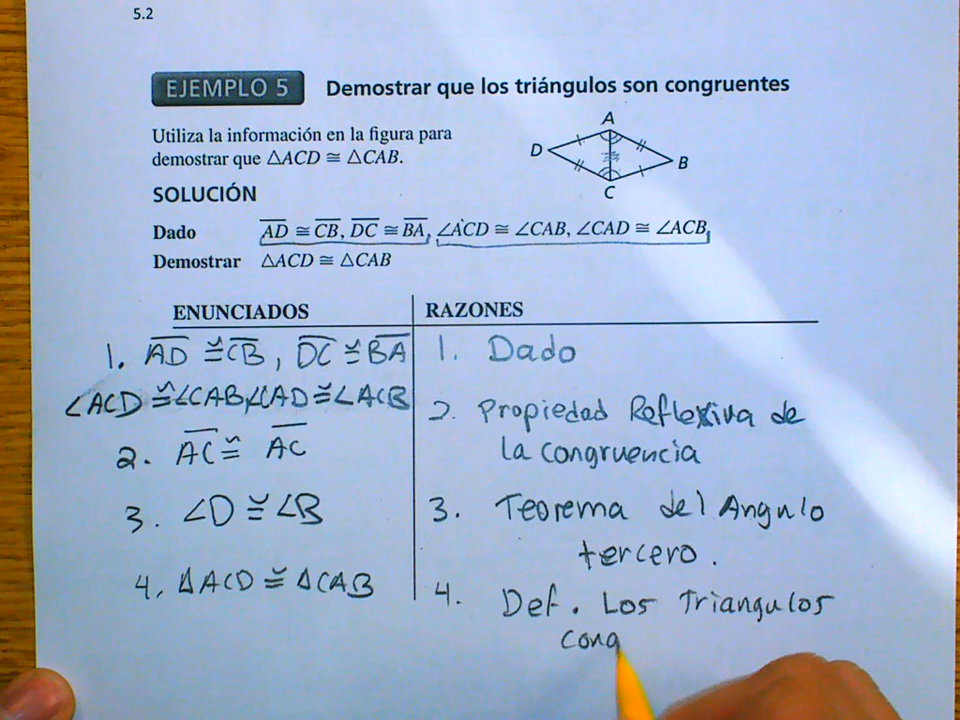 5.2
EJEMPLO 5 Demostrar que los triángulos son congruentes
Utiliza la información en la figura para
demostrar que △ACD ≅ △CAB.
A
D
B
C
SOLUCIÓN
Dado AD ≅ CB, DC ≅ BA, ∠ACD ≅ ∠CAB, ∠CAD ≅ ∠ACB,
Demostrar △ACD ≅ △CAB
ENUNCIADOS RAZONES
1. AD ≅ CB, DC ≅ BA 1. Dado
∠ACD ≅ ∠CAB, ∠CAD ≅ ∠ACB
2. AC ≅ AC 2. Propiedad Reflexiva de
la congruencia
3. ∠D ≅ ∠B 3. Teorema del Angulo
tercero.
4. △ACD ≅ △CAB 4. Def. Los Triangulos
cong